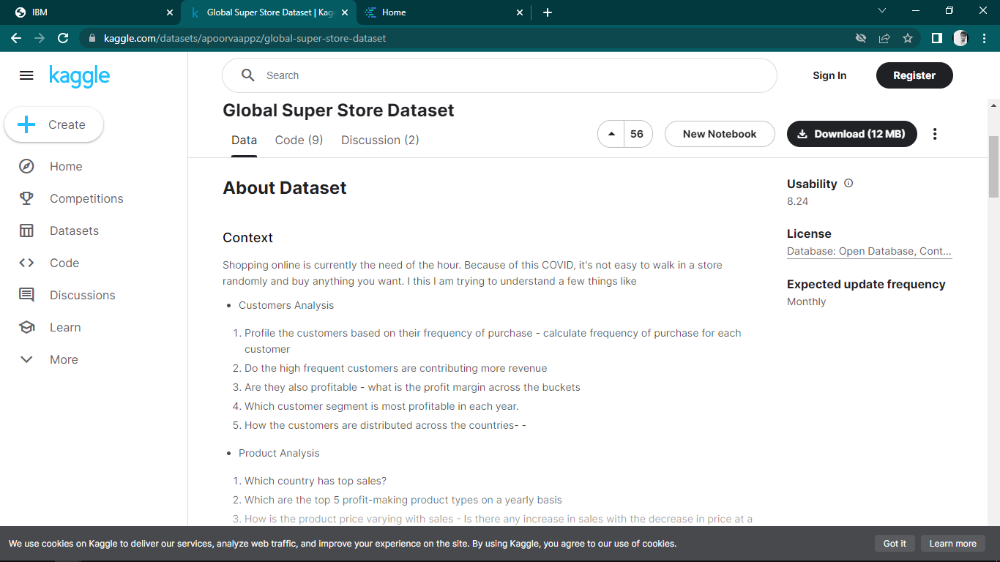 IBM
Global Super Store Dataset | Kag
Home
kaggle.com/datasets/apoorvaappz/global-super-store-dataset
kaggle
Search
Sign In
Register
Create
Home
Competitions
Datasets
Code
Discussions
Learn
More
Global Super Store Dataset
Data
Code (9)
Discussion (2)
56
New Notebook
Download (12 MB)
About Dataset
Context
Shopping online is currently the need of the hour. Because of this COVID, it's not easy to walk in a store
randomly and buy anything you want. I this I am trying to understand a few things like
• Customers Analysis
1. Profile the customers based on their frequency of purchase - calculate frequency of purchase for each
customer
2. Do the high frequent customers are contributing more revenue
3. Are they also profitable - what is the profit margin across the buckets
4. Which customer segment is most profitable in each year.
5. How the customers are distributed across the countries- -
• Product Analysis
1. Which country has top sales?
2. Which are the top 5 profit-making product types on a yearly basis
3. How is the product price varying with sales - Is there any increase in sales with the decrease in price at a
Usability
8.24
License
Database: Open Database, Cont...
Expected update frequency
Monthly
We use cookies on Kaggle to deliver our services, analyze web traffic, and improve your experience on the site. By using Kaggle, you agree to our use of cookies.
Got it
Learn more